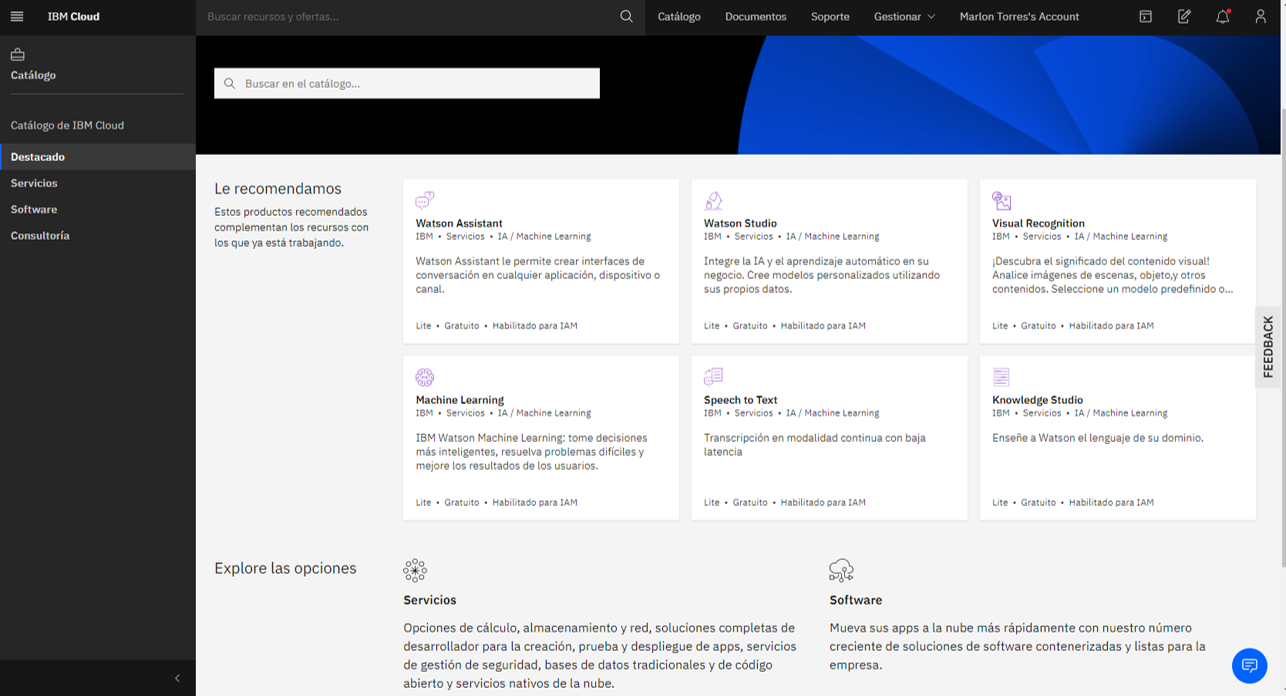 IBM Cloud
Buscar recursos y ofertas...
Catálogo
Documentos
Soporte
Gestionar
Marlon Torres's Account
Catálogo
Catálogo de IBM Cloud
Destacado
Servicios
Software
Consultoría
Buscar en el catálogo...
Le recomendamos
Estos productos recomendados
complementan los recursos con
los que ya está trabajando.
Watson Assistant
IBM • Servicios • IA / Machine Learning
Watson Assistant le permite crear interfaces de
conversación en cualquier aplicación, dispositivo o
canal.
Lite • Gratuito • Habilitado para IAM
Watson Studio
IBM • Servicios • IA / Machine Learning
Integre la IA y el aprendizaje automático en su
negocio. Cree modelos personalizados utilizando
sus propios datos.
Lite • Gratuito • Habilitado para IAM
Visual Recognition
IBM • Servicios • IA / Machine Learning
¡Descubra el significado del contenido visual!
Analice imágenes de escenas, objeto,y otros
contenidos. Seleccione un modelo predefinido o...
Lite • Gratuito • Habilitado para IAM
Machine Learning
IBM • Servicios • IA / Machine Learning
IBM Watson Machine Learning: tome decisiones
más inteligentes, resuelva problemas difíciles y
mejore los resultados de los usuarios.
Lite • Gratuito • Habilitado para IAM
Speech to Text
IBM • Servicios • IA / Machine Learning
Transcripción en modalidad continua con baja
latencia
Lite • Gratuito • Habilitado para IAM
Knowledge Studio
IBM • Servicios • IA / Machine Learning
Enseñe a Watson el lenguaje de su dominio.
Lite • Gratuito • Habilitado para IAM
FEEDBACK
Explore las opciones
Servicios
Opciones de cálculo, almacenamiento y red, soluciones completas de
desarrollador para la creación, prueba y despliegue de apps, servicios
de gestión de seguridad, bases de datos tradicionales y de código
abierto y servicios nativos de la nube.
Software
Mueva sus apps a la nube más rápidamente con nuestro número
creciente de soluciones de software contenerizadas y listas para la
empresa.